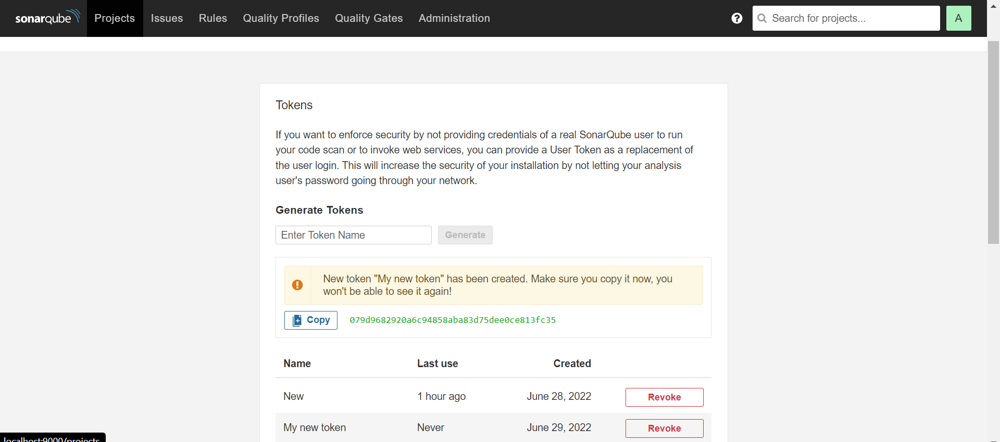 sonarqube Projects Issues Rules Quality Profiles Quality Gates Administration ? Search for projects... A
Tokens
If you want to enforce security by not providing credentials of a real SonarQube user to run
your code scan or to invoke web services, you can provide a User Token as a replacement of
the user login. This will increase the security of your installation by not letting your analysis
user's password going through your network.
Generate Tokens
Enter Token Name Generate
New token "My new token" has been created. Make sure you copy it now, you
won't be able to see it again!
Copy 079d9682920a6c94858aba83d75dee0ce813fc35
Name Last use Created
New 1 hour ago June 28, 2022 Revoke
My new token Never June 29, 2022 Revoke
localhost:9000/projects